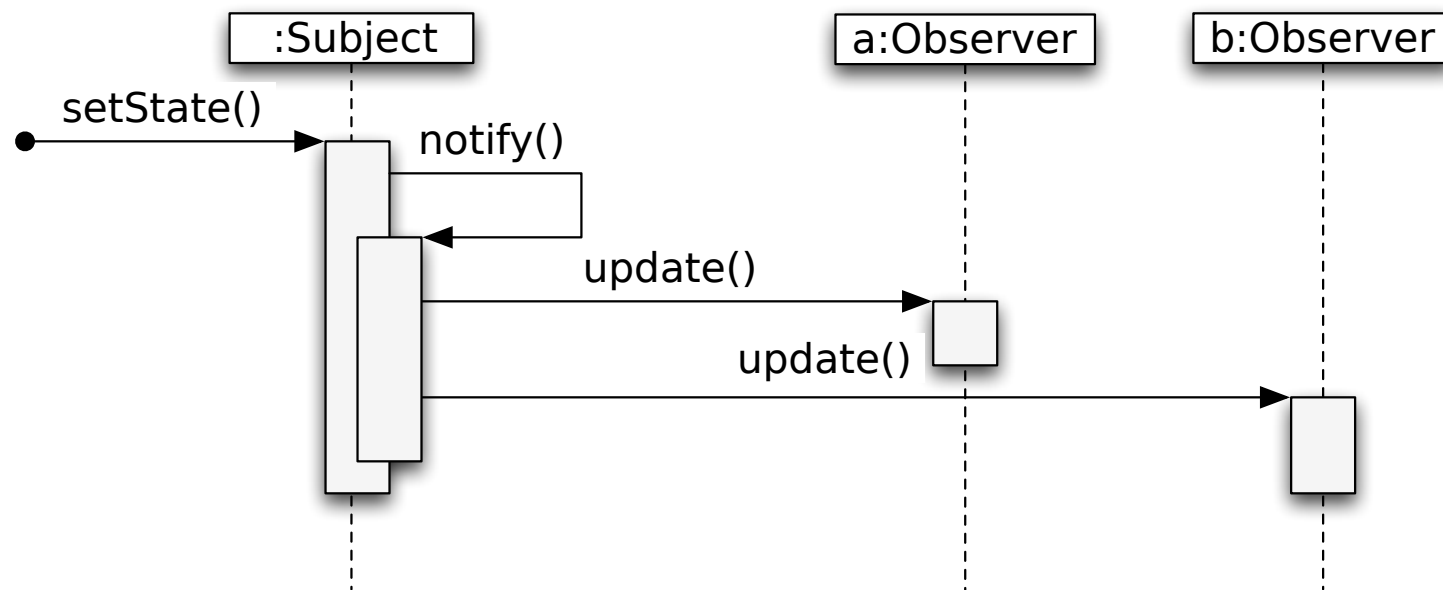 :Subject
a:Observer
b:Observer
setState()
notify()
update()
update()